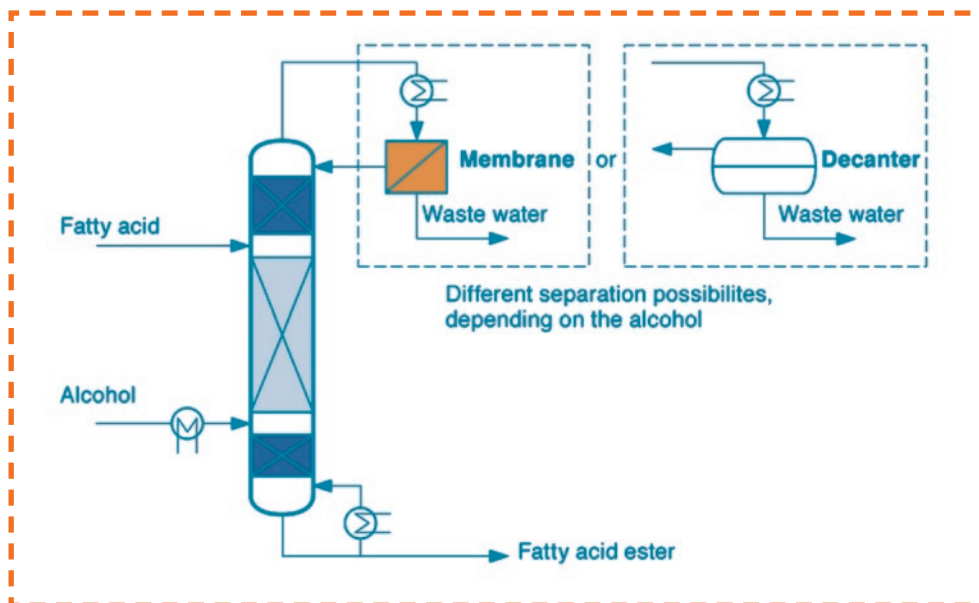 Membrane or
Decanter
Waste water
Waste water
Fatty acid
Different separation possibilites,
depending on the alcohol
Alcohol
Fatty acid ester